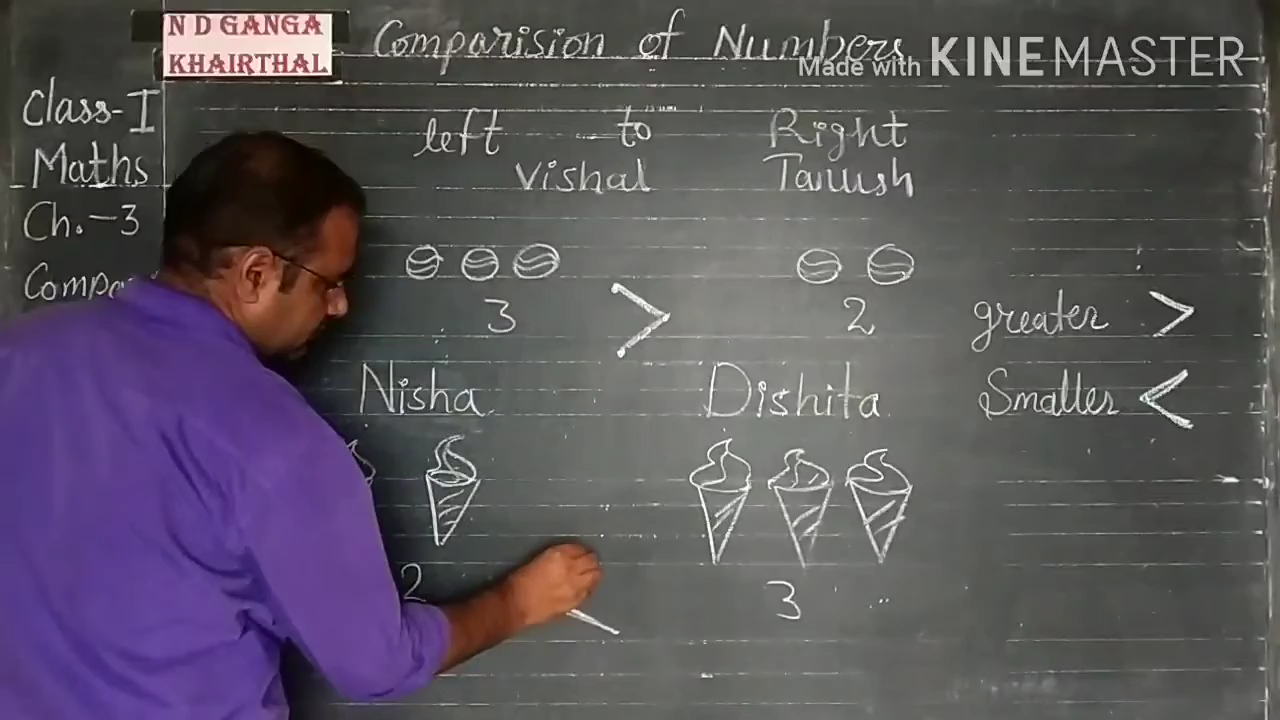 N D GANGA
KHAIRTHAL
Comparision of Numbers
Made with KINEMASTER
Class-I
Maths
Ch.-3
left to Right
Vishal Tarush
3 > 2
greater >
Smaller <
Nisha Dishita
2 3